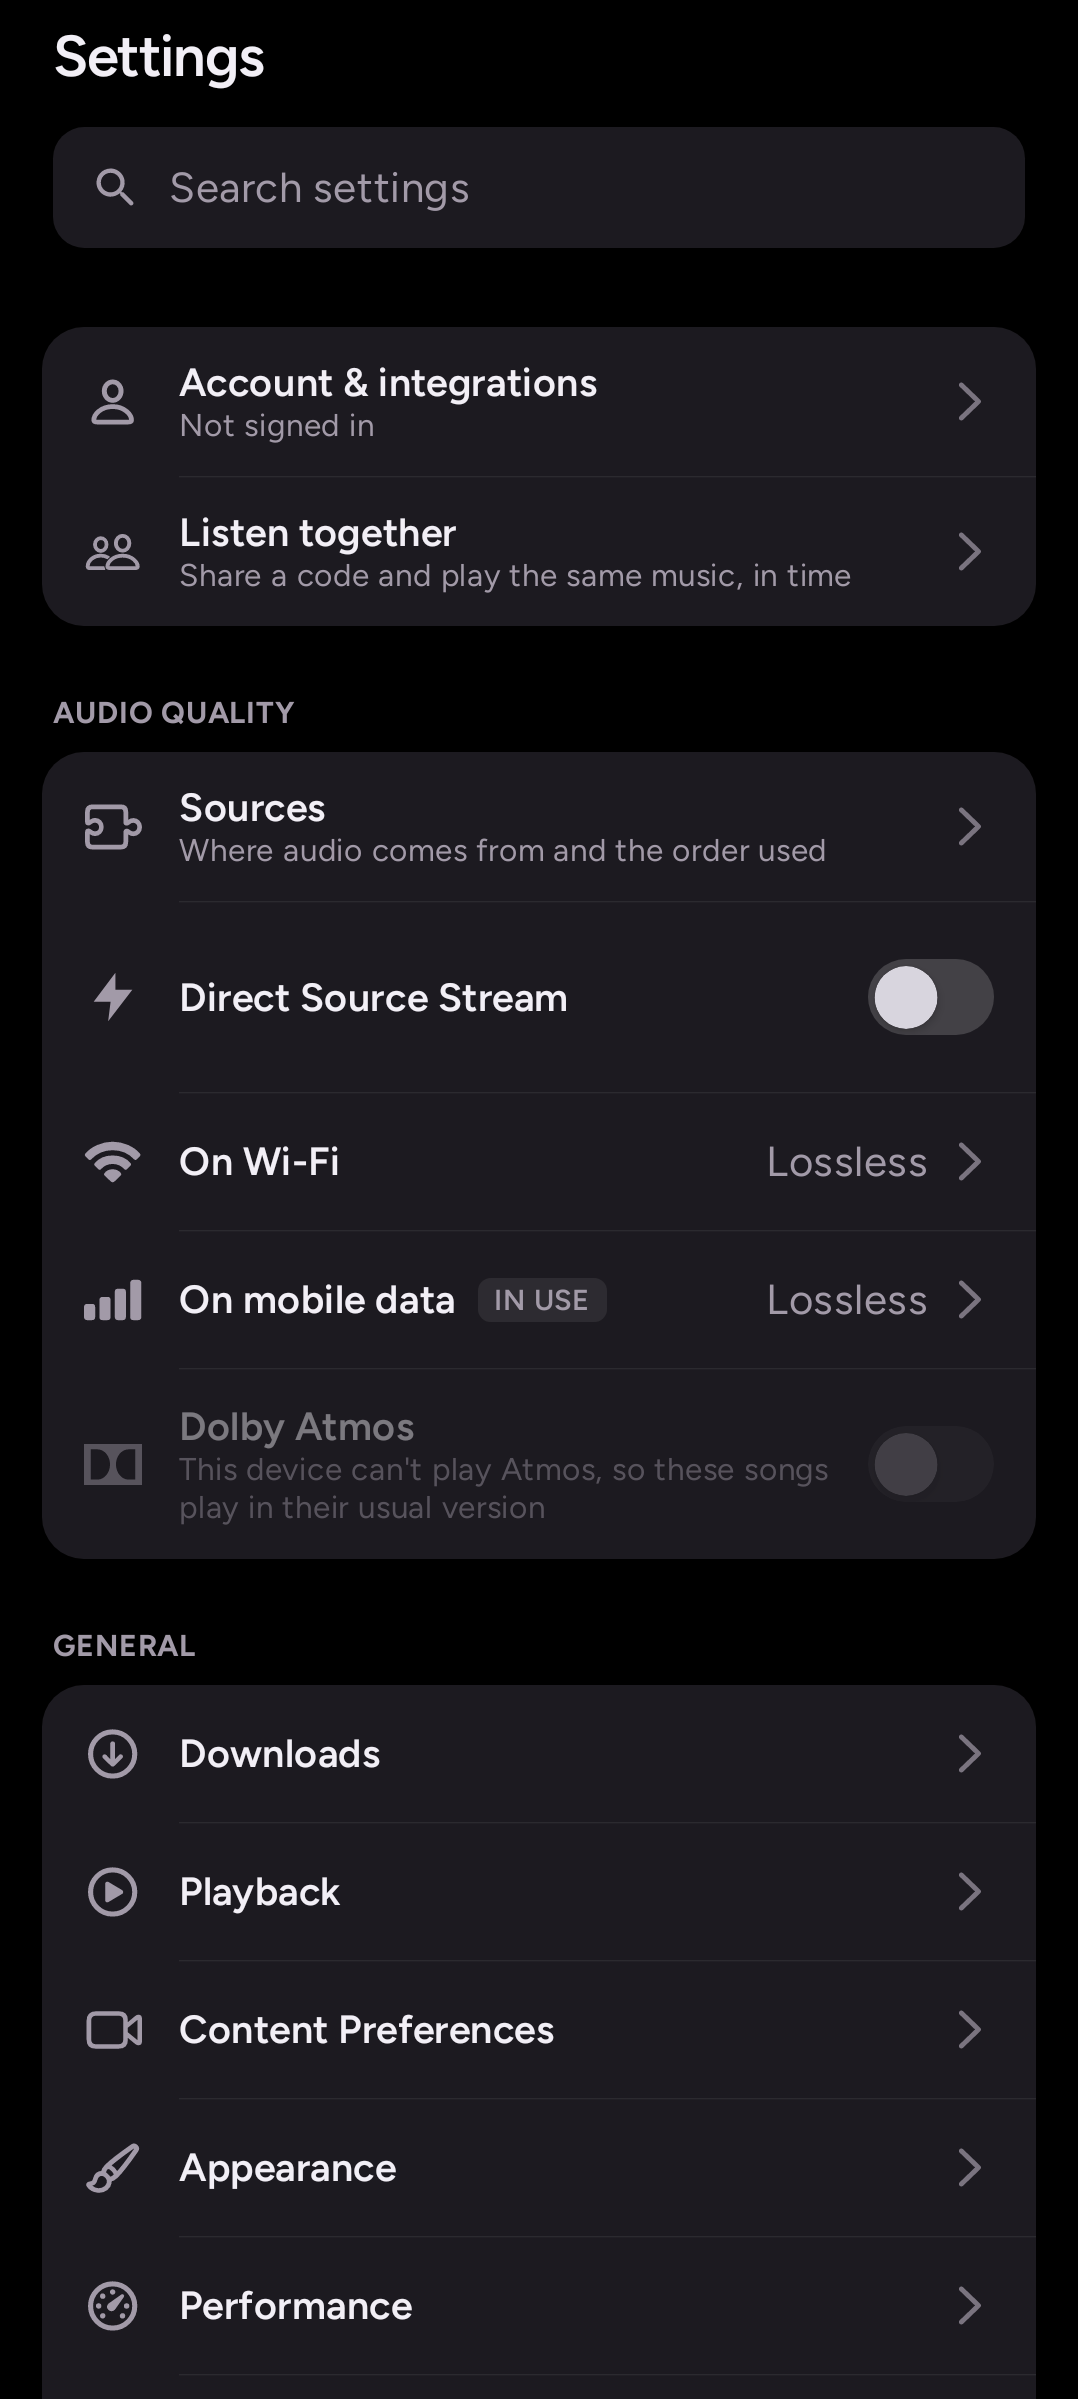 Settings
Search settings
Account & integrations
Not signed in
Listen together
Share a code and play the same music, in time
AUDIO QUALITY
Sources
Where audio comes from and the order used
Direct Source Stream
On Wi-Fi Lossless
On mobile data IN USE Lossless
Dolby Atmos
This device can't play Atmos, so these songs
play in their usual version
GENERAL
Downloads
Playback
Content Preferences
Appearance
Performance